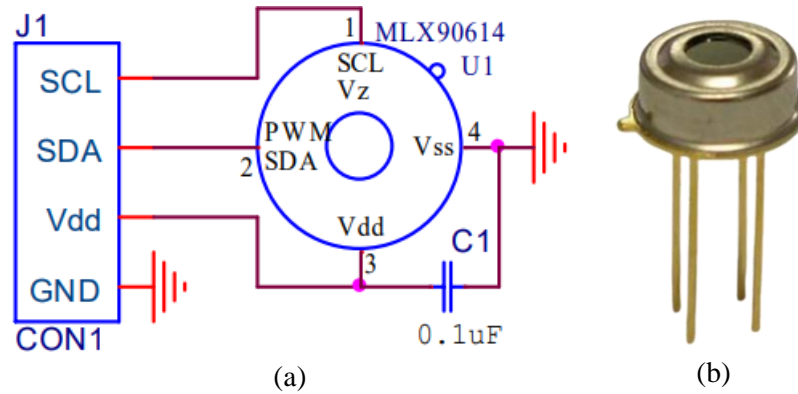 J1
SCL
SDA
Vdd
GND
CON1
1
MLX90614
U1
SCL
Vz
PWM
SDA
2
Vss
4
Vdd
3
C1
0.1uF
(a)
(b)